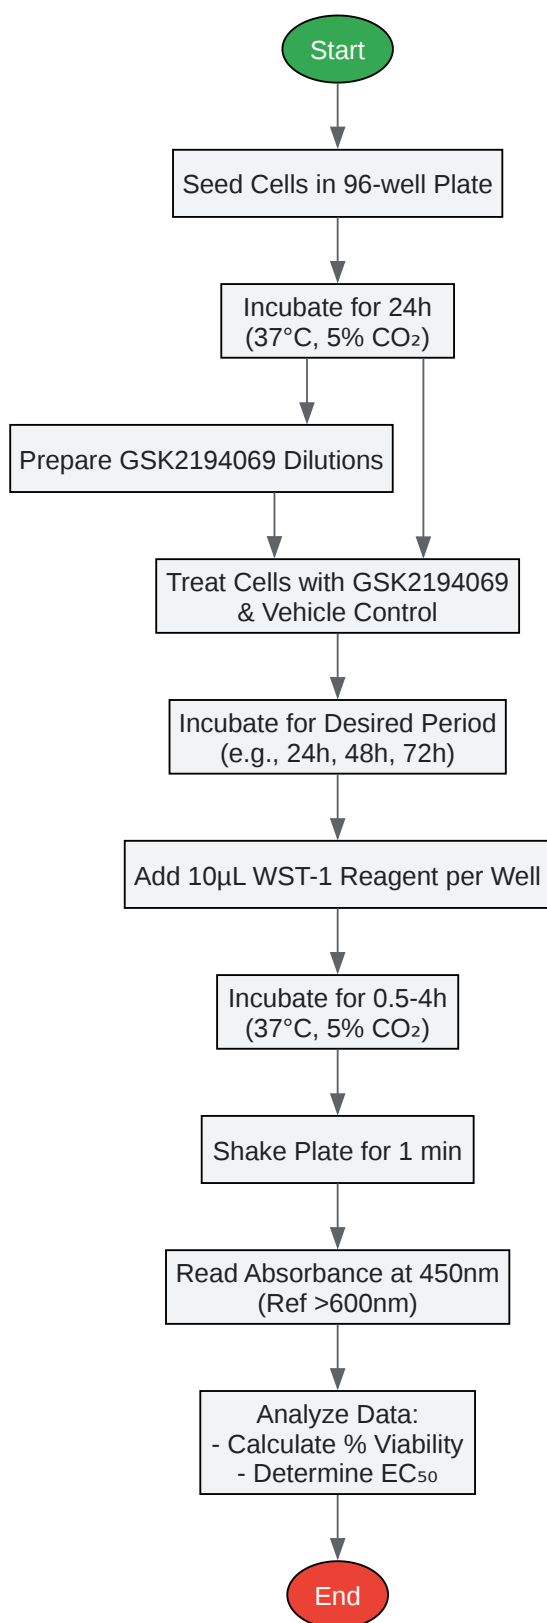 Start
Seed Cells in 96-well Plate
Incubate for 24h
(37°C, 5% CO₂)
Prepare GSK2194069 Dilutions
Treat Cells with GSK2194069
& Vehicle Control
Incubate for Desired Period
(e.g., 24h, 48h, 72h)
Add 10µL WST-1 Reagent per Well
Incubate for 0.5-4h
(37°C, 5% CO₂)
Shake Plate for 1 min
Read Absorbance at 450nm
(Ref >600nm)
Analyze Data:
- Calculate % Viability
- Determine EC₅₀
End